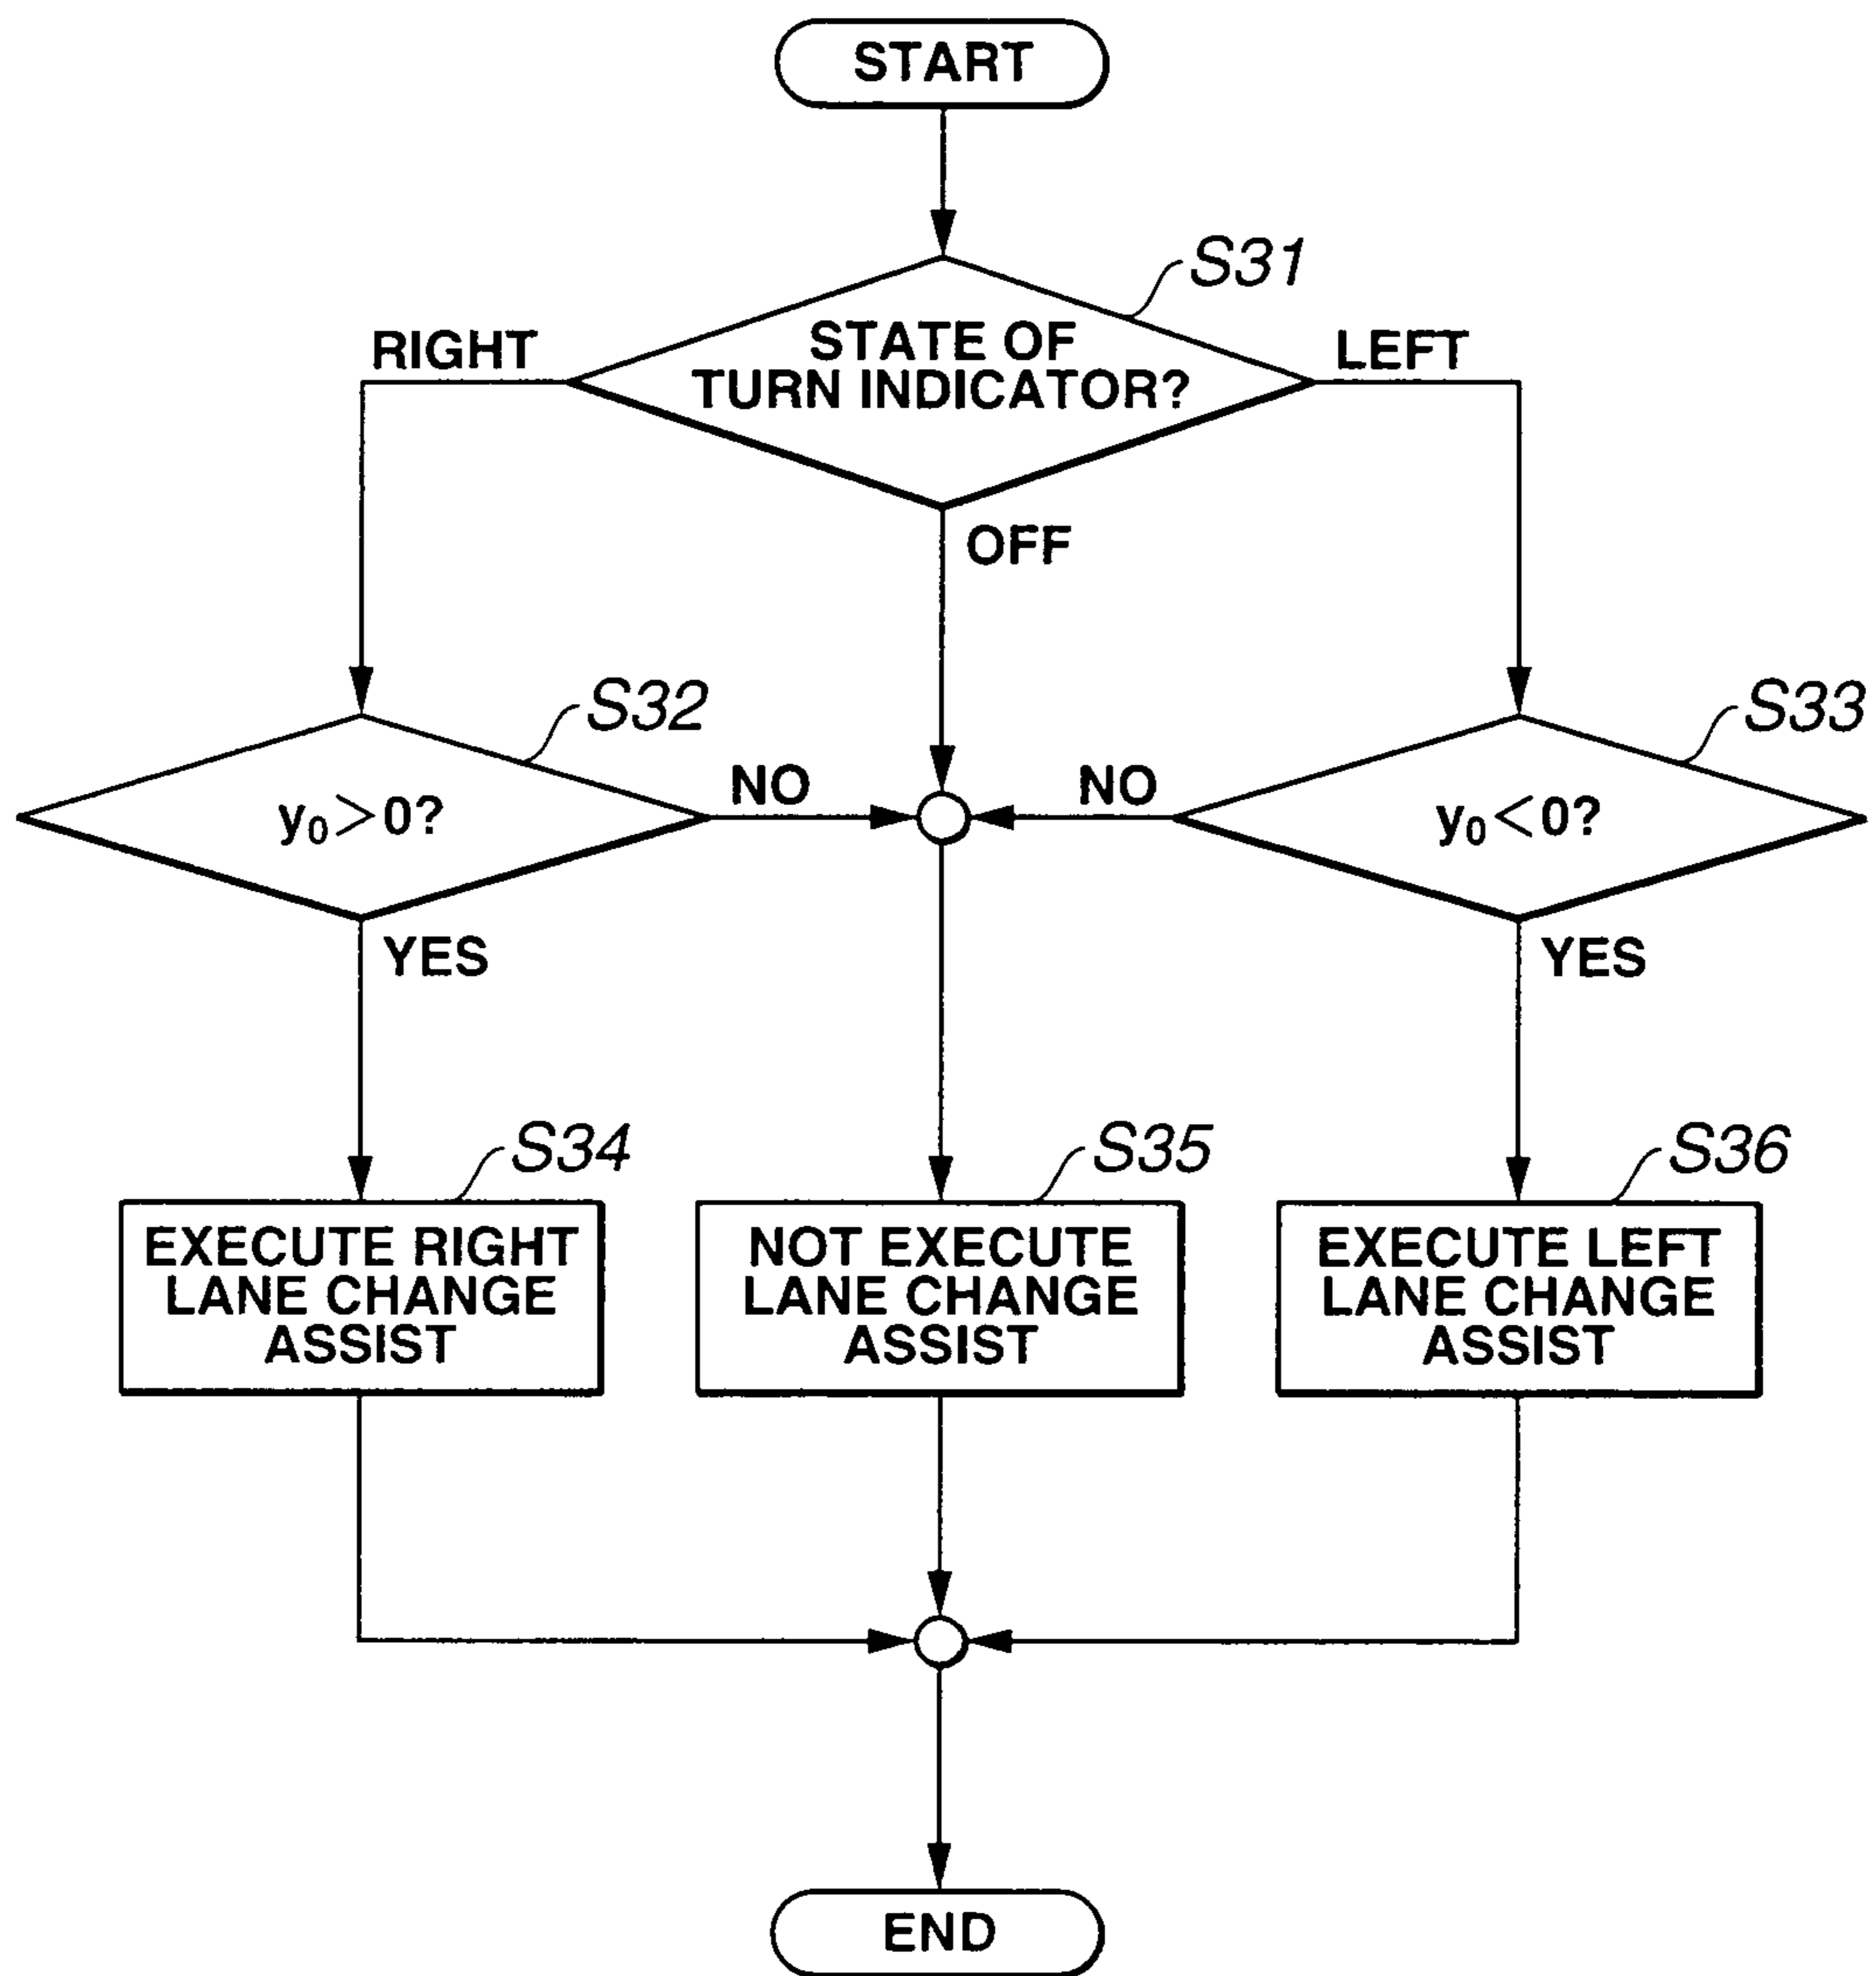 START
S31
STATE OF
TURN INDICATOR?
RIGHT
LEFT
OFF
S32
S33
y₀>0?
NO
NO
y₀<0?
YES
YES
S34
S35
S36
EXECUTE RIGHT
LANE CHANGE
ASSIST
NOT EXECUTE
LANE CHANGE
ASSIST
EXECUTE LEFT
LANE CHANGE
ASSIST
END